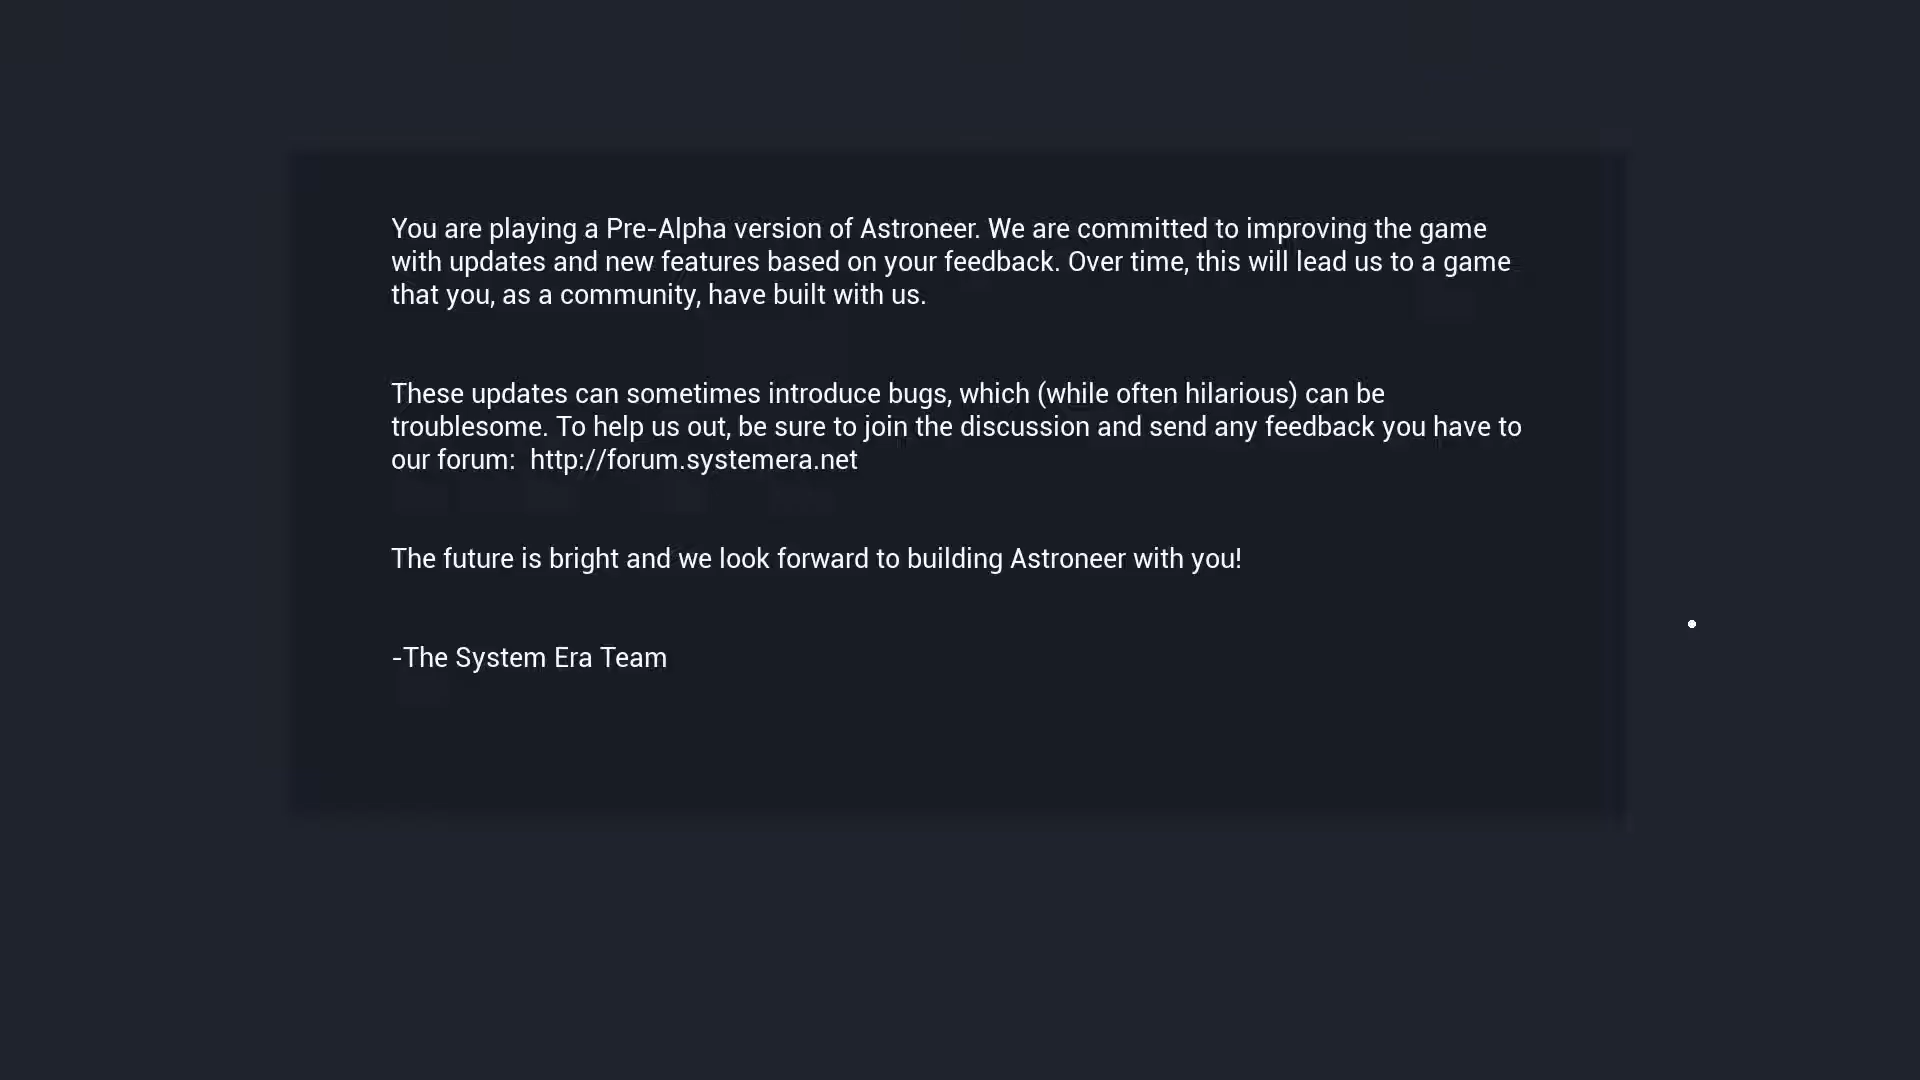 You are playing a Pre-Alpha version of Astroneer. We are committed to improving the game
with updates and new features based on your feedback. Over time, this will lead us to a game
that you, as a community, have built with us.
These updates can sometimes introduce bugs, which (while often hilarious) can be
troublesome. To help us out, be sure to join the discussion and send any feedback you have to
our forum:  http://forum.systemera.net
The future is bright and we look forward to building Astroneer with you!
-The System Era Team